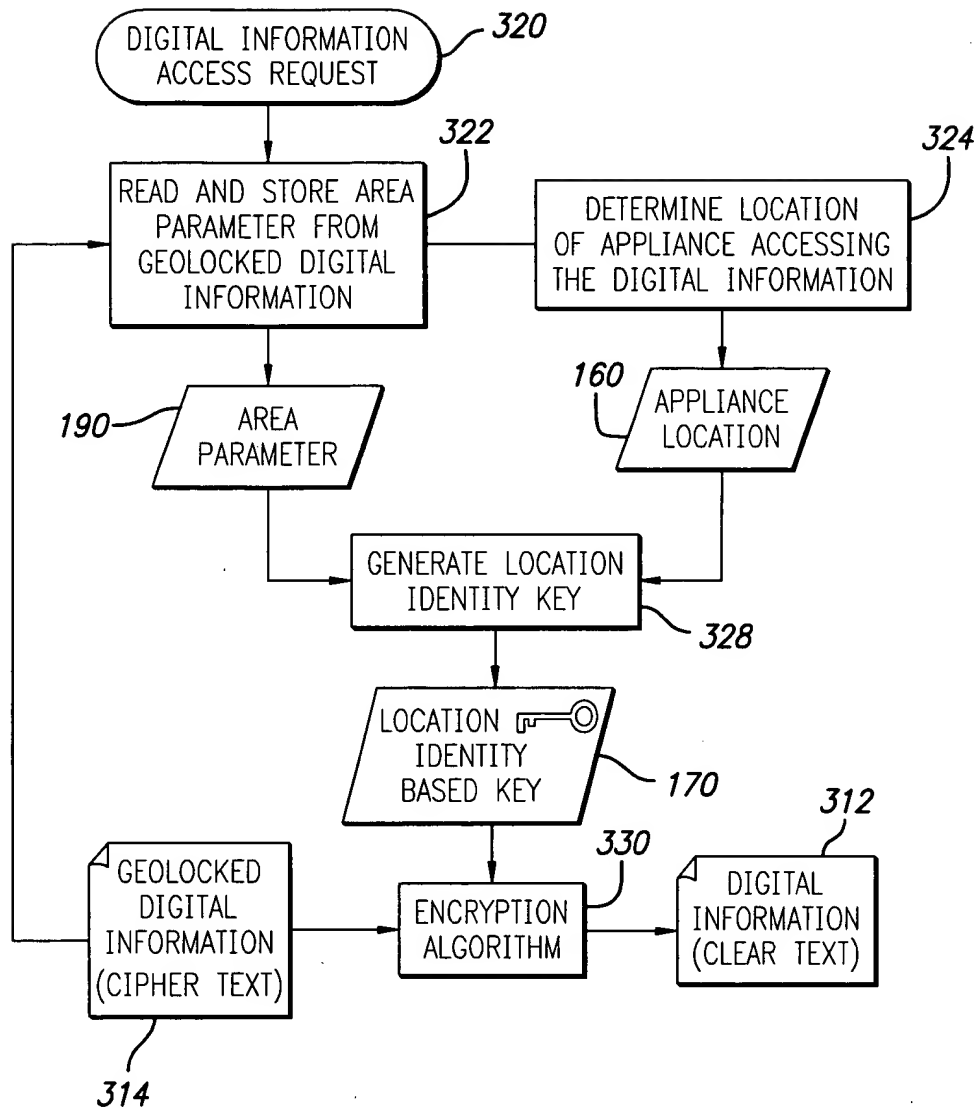 DIGITAL INFORMATION
ACCESS REQUEST
320
322
READ AND STORE AREA
PARAMETER FROM
GEOLOCKED DIGITAL
INFORMATION
324
DETERMINE LOCATION
OF APPLIANCE ACCESSING
THE DIGITAL INFORMATION
190
AREA
PARAMETER
160
APPLIANCE
LOCATION
GENERATE LOCATION
IDENTITY KEY
328
LOCATION
IDENTITY
BASED KEY
170
GEOLOCKED
DIGITAL
INFORMATION
(CIPHER TEXT)
314
330
ENCRYPTION
ALGORITHM
312
DIGITAL
INFORMATION
(CLEAR TEXT)